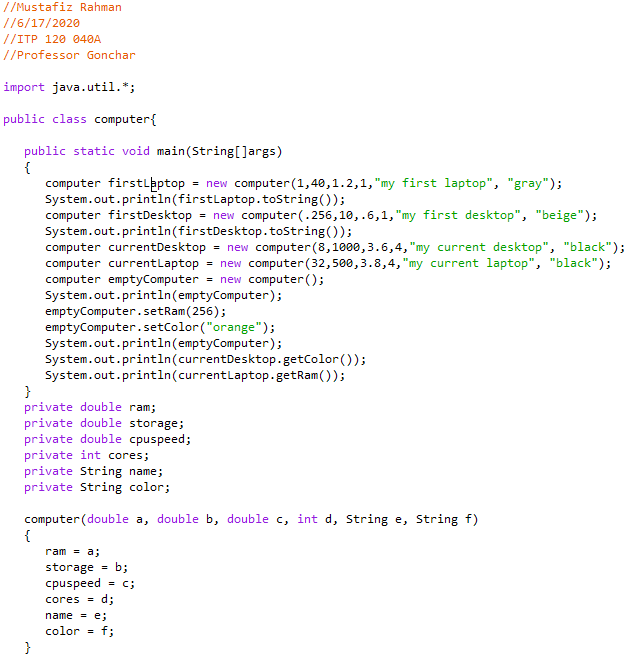 //Mustafiz Rahman
//6/17/2020
//ITP 120 040A
//Professor Gonchar

import java.util.*;

public class computer{

   public static void main(String[]args)
   {
      computer firstLaptop = new computer(1,40,1.2,1,"my first laptop", "gray");
      System.out.println(firstLaptop.toString());
      computer firstDesktop = new computer(.256,10,.6,1,"my first desktop", "beige");
      System.out.println(firstDesktop.toString());
      computer currentDesktop = new computer(8,1000,3.6,4,"my current desktop", "black");
      computer currentLaptop = new computer(32,500,3.8,4,"my current laptop", "black");
      computer emptyComputer = new computer();
      System.out.println(emptyComputer);
      emptyComputer.setRam(256);
      emptyComputer.setColor("orange");
      System.out.println(emptyComputer);
      System.out.println(currentDesktop.getColor());
      System.out.println(currentLaptop.getRam());
   }
   private double ram;
   private double storage;
   private double cpuspeed;
   private int cores;
   private String name;
   private String color;

   computer(double a, double b, double c, int d, String e, String f)
   {
      ram = a;
      storage = b;
      cpuspeed = c;
      cores = d;
      name = e;
      color = f;
   }